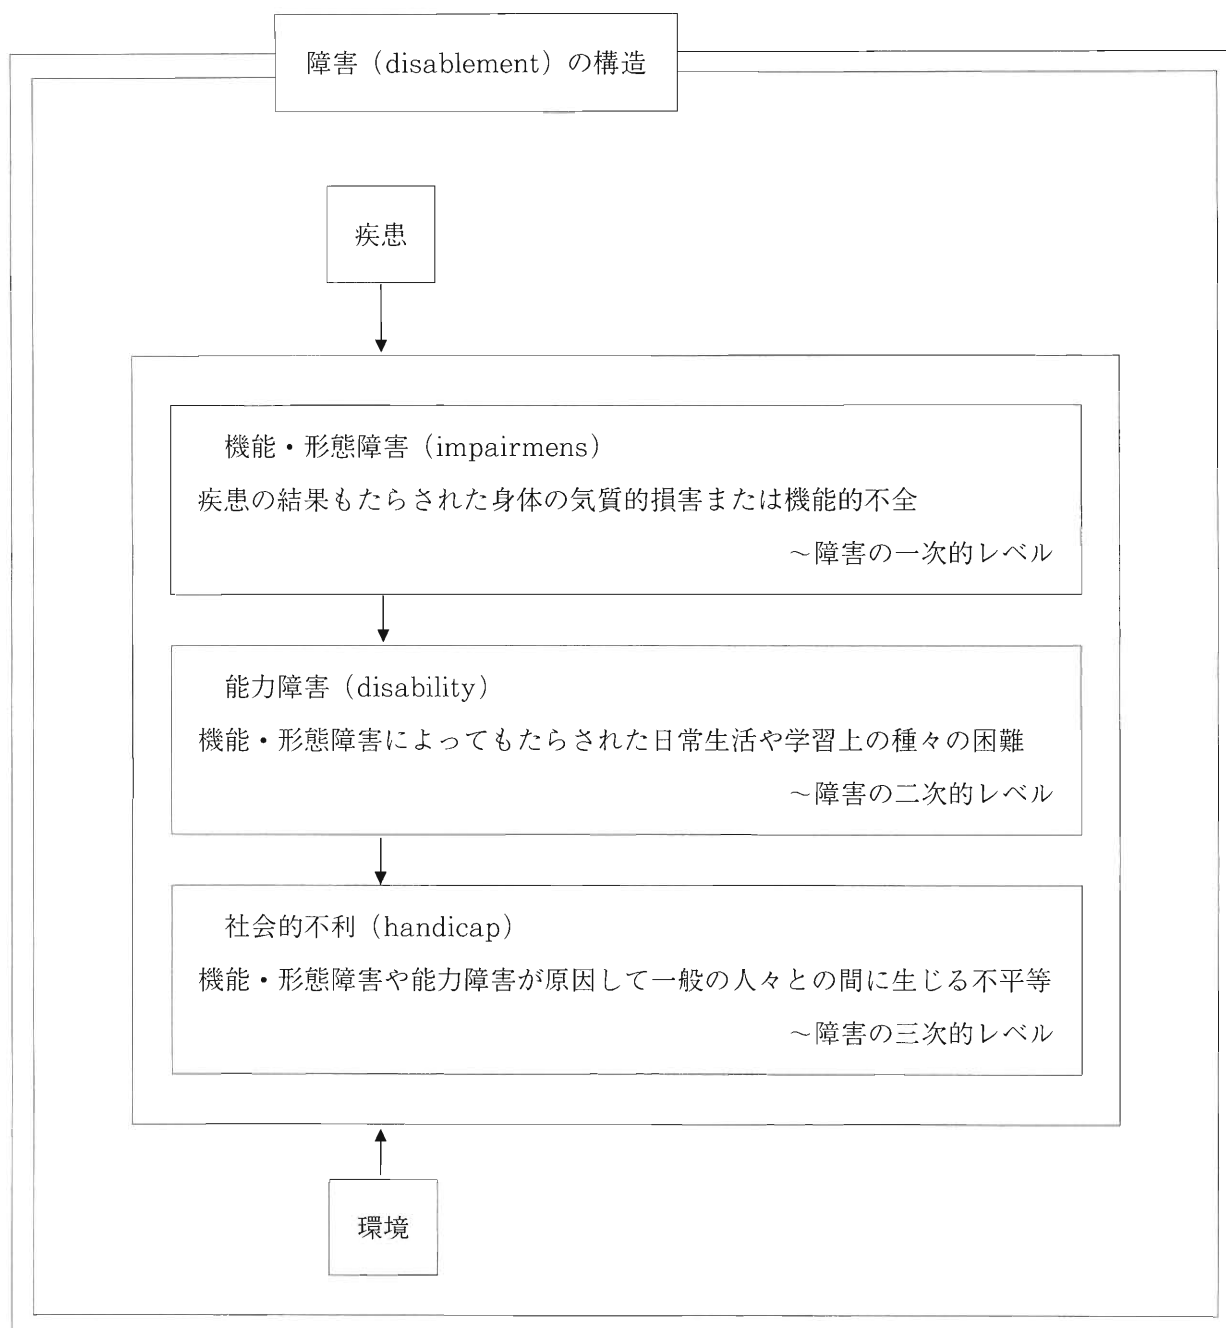 障害（disablement）の構造
疾患
機能・形態障害（impairmens）
疾患の結果もたらされた身体の気質的損害または機能的不全
～障害の一次的レベル
能力障害（disability）
機能・形態障害によってもたらされた日常生活や学習上の種々の困難
～障害の二次的レベル
社会的不利（handicap）
機能・形態障害や能力障害が原因して一般の人々との間に生じる不平等
～障害の三次的レベル
環境